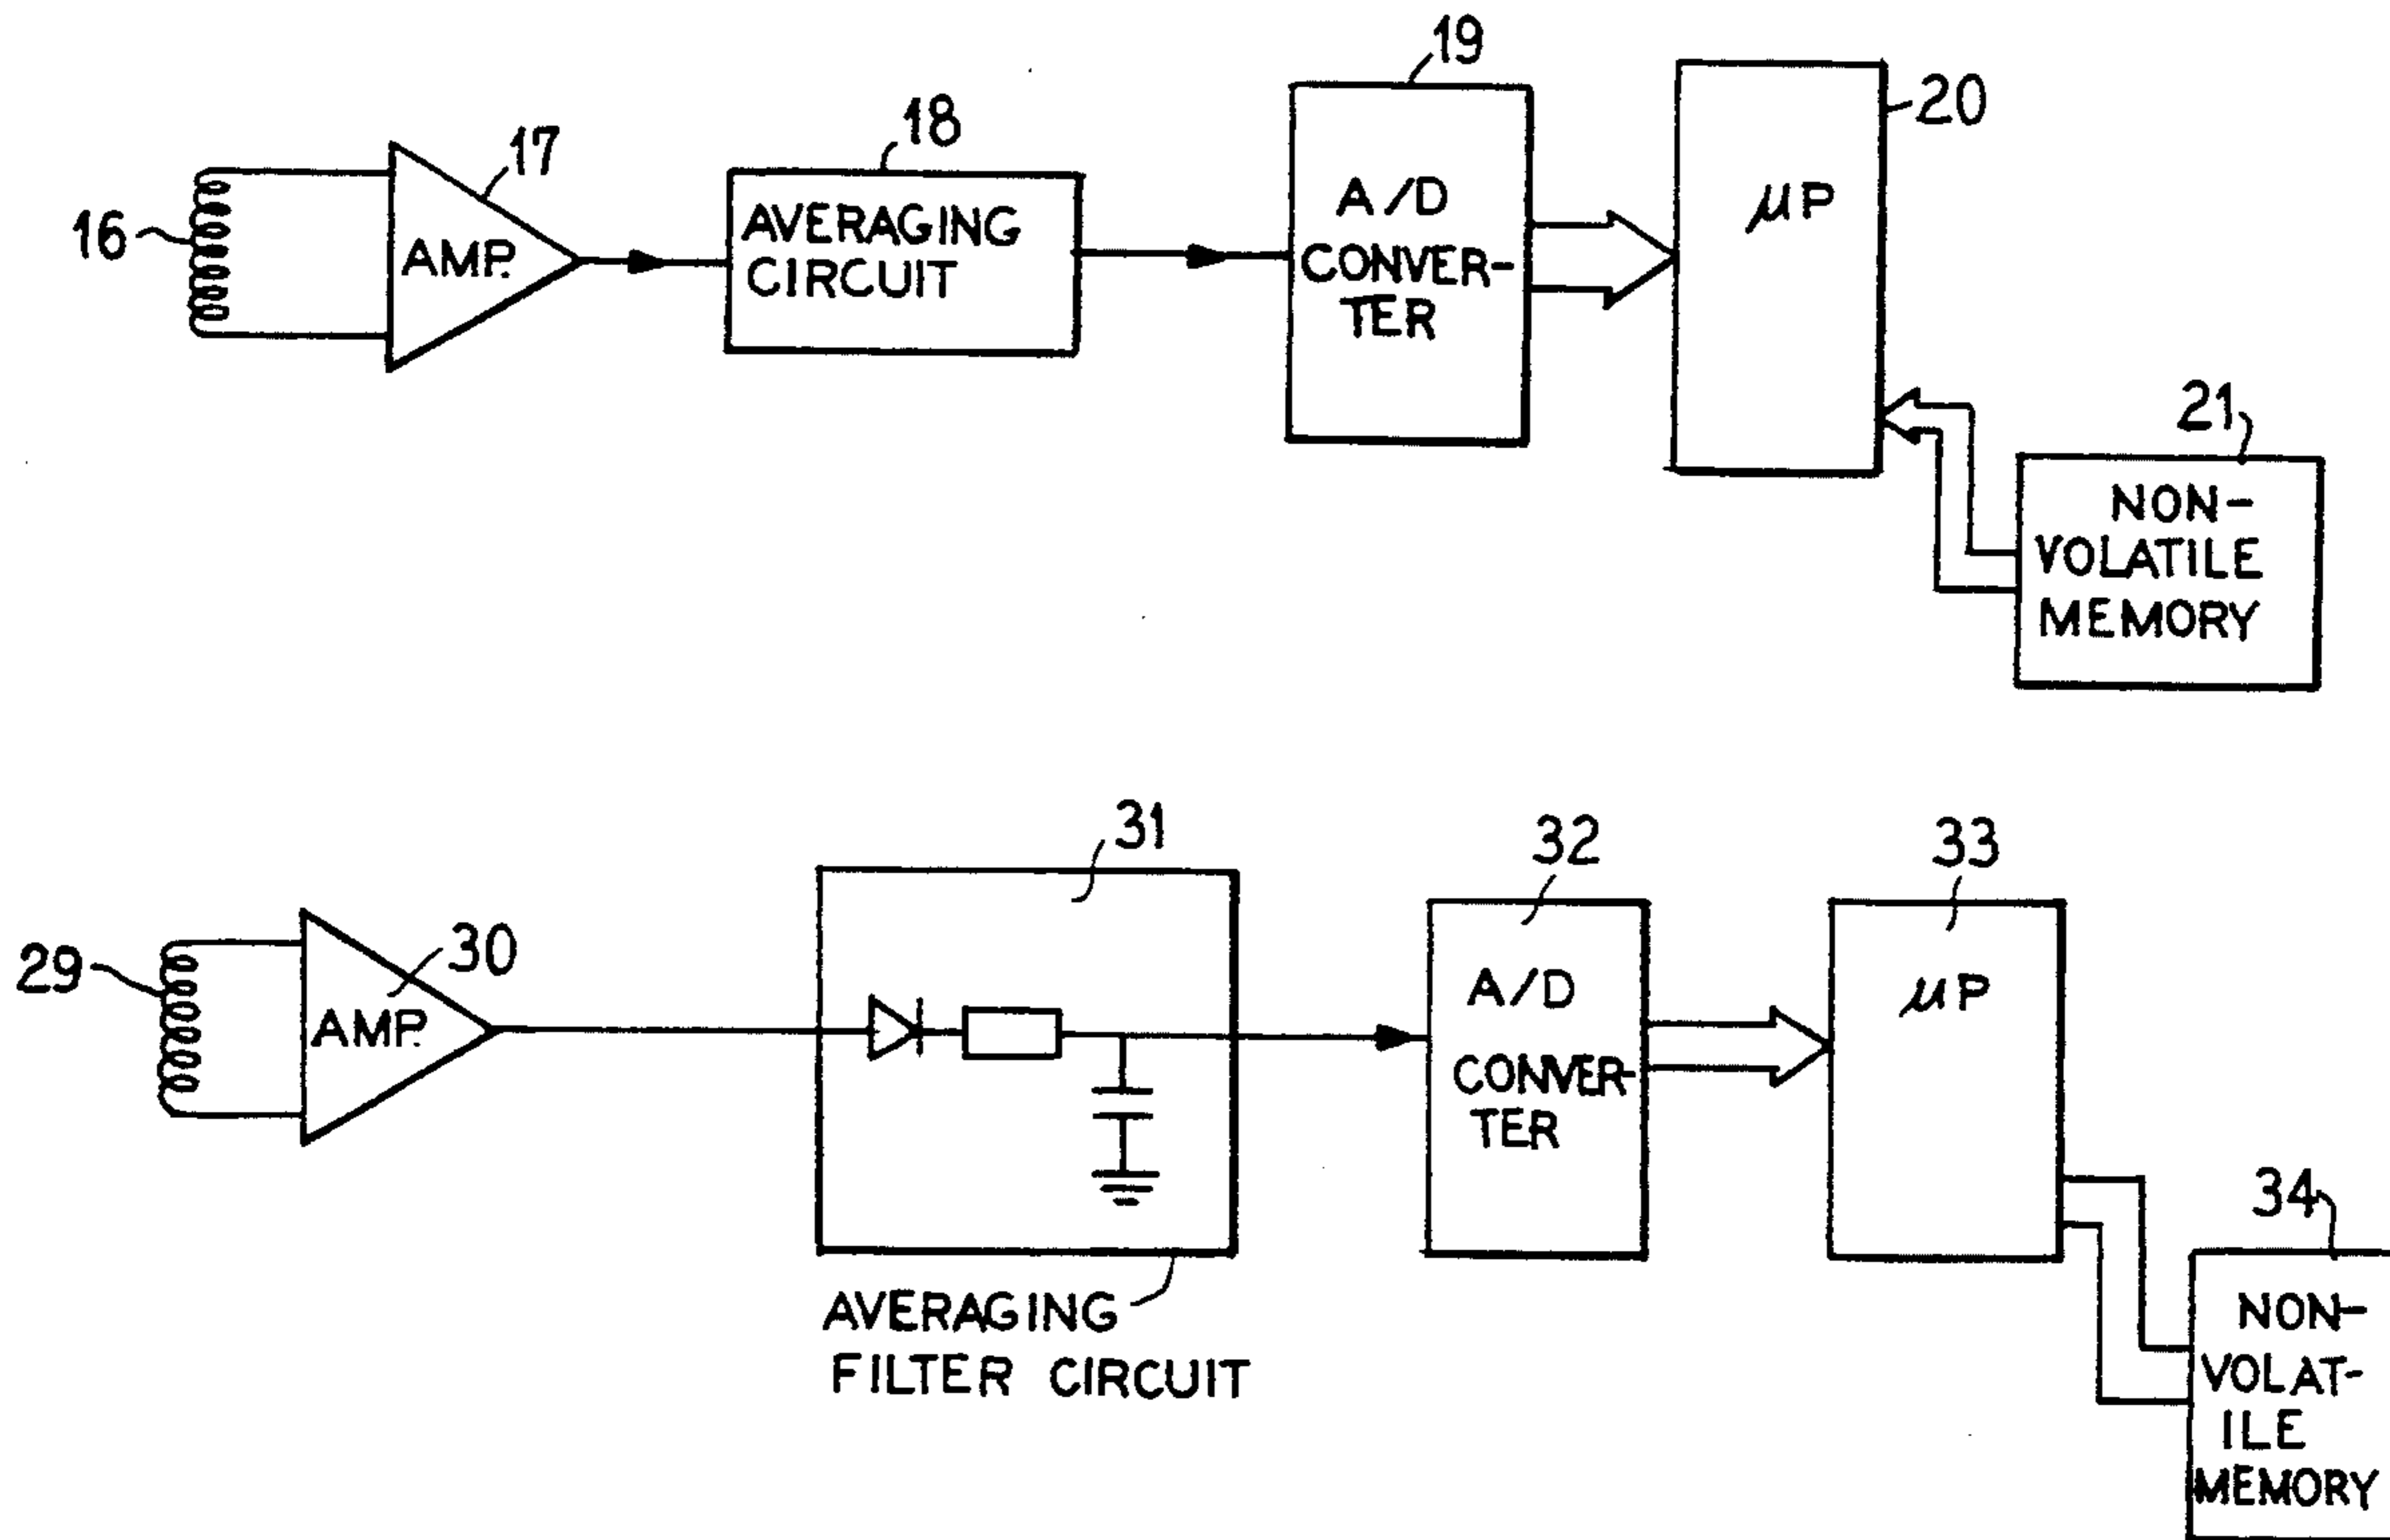 19
20
18
17
16
AMP.
AVERAGING
CIRCUIT
A/D
CONVER-
TER
μP
21
NON-
VOLATILE
MEMORY
31
32
33
30
29
AMP.
A/D
CONVER-
TER
μP
34
AVERAGING
FILTER CIRCUIT
NON-
VOLAT-
ILE
MEMORY